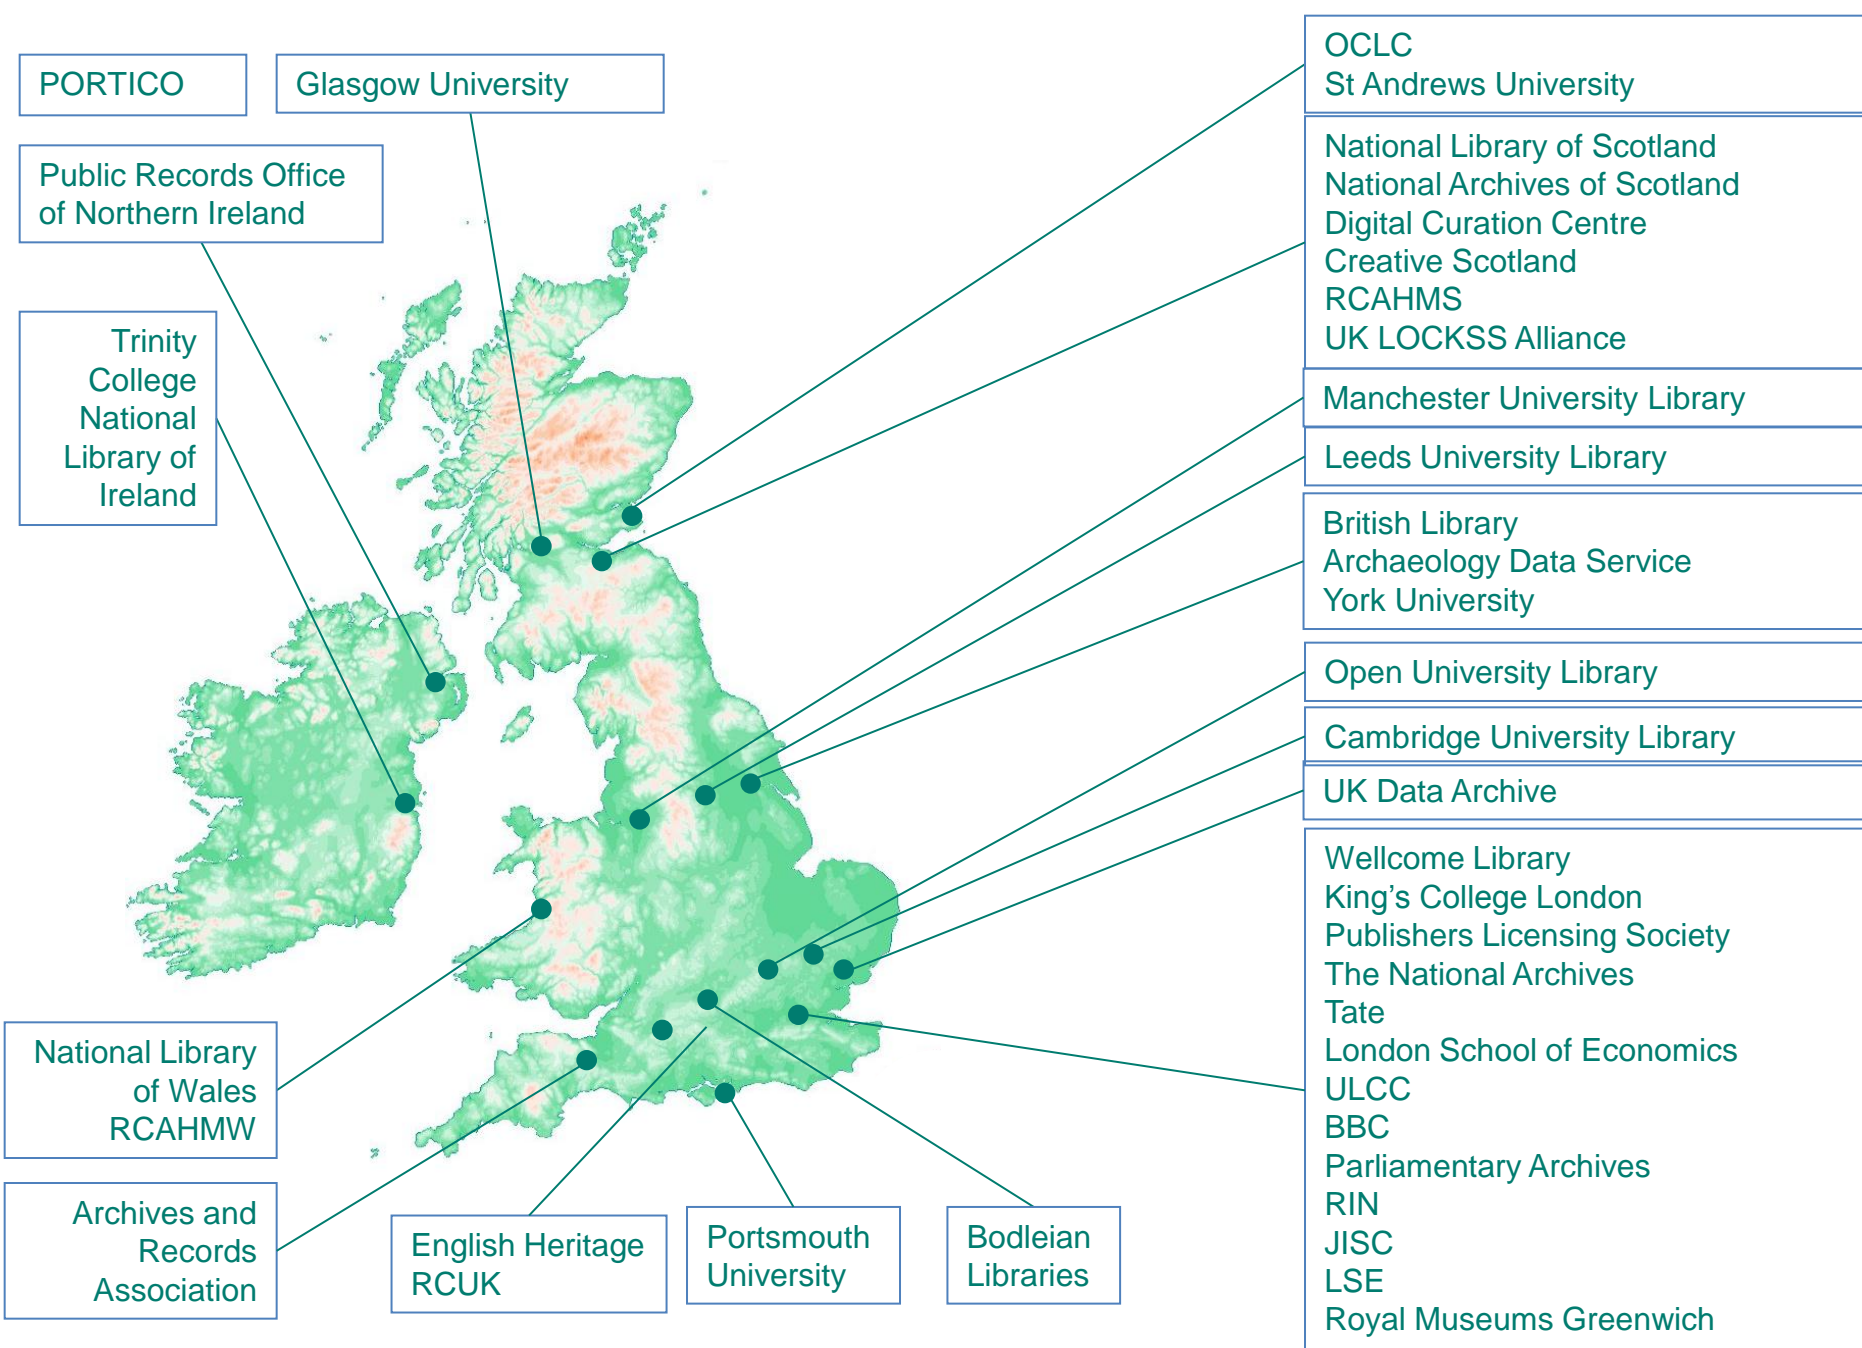 PORTICO
Glasgow University
Public Records Office
of Northern Ireland
Trinity
College
National
Library of
Ireland
National Library
of Wales
RCAHMW
Archives and
Records
Association
English Heritage
RCUK
Portsmouth
University
Bodleian
Libraries
OCLC
St Andrews University
National Library of Scotland
National Archives of Scotland
Digital Curation Centre
Creative Scotland
RCAHMS
UK LOCKSS Alliance
Manchester University Library
Leeds University Library
British Library
Archaeology Data Service
York University
Open University Library
Cambridge University Library
UK Data Archive
Wellcome Library
King’s College London
Publishers Licensing Society
The National Archives
Tate
London School of Economics
ULCC
BBC
Parliamentary Archives
RIN
JISC
LSE
Royal Museums Greenwich